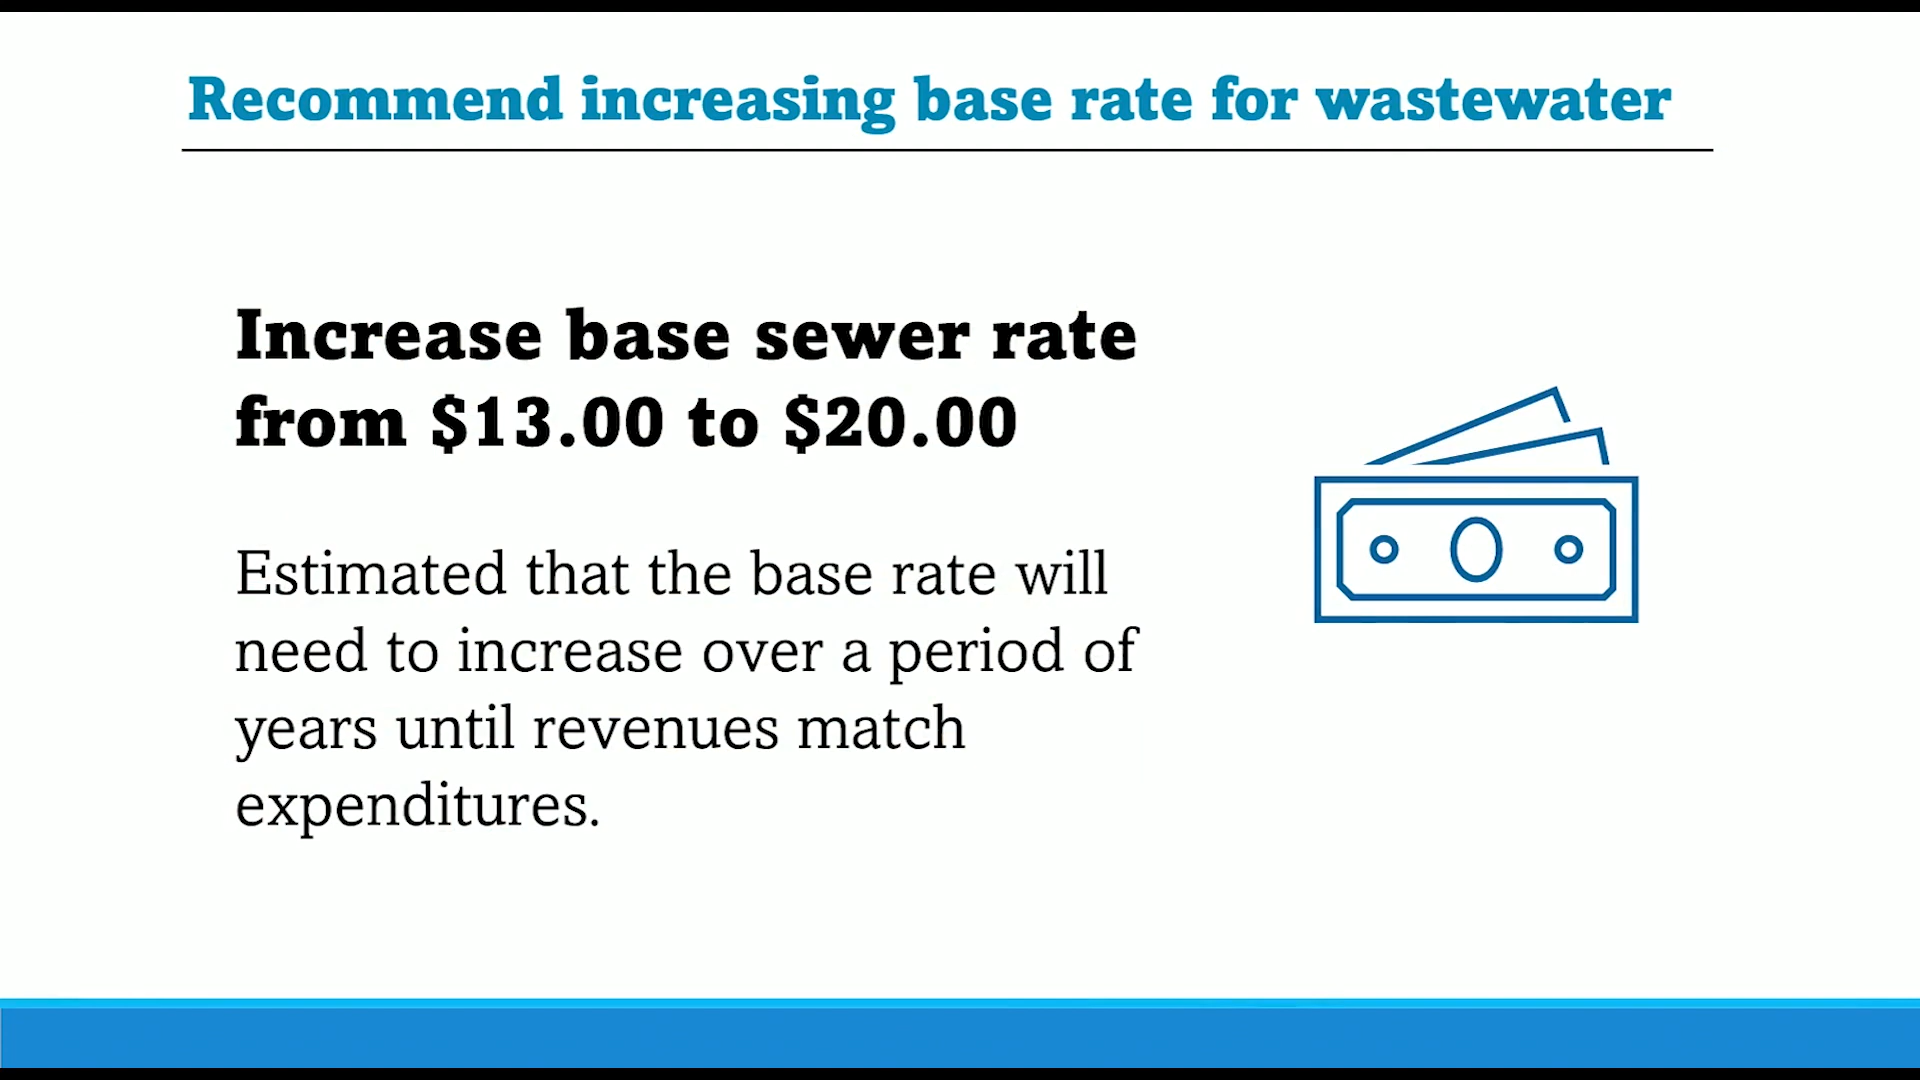 Recommend increasing base rate for wastewater
Increase base sewer rate
from $13.00 to $20.00
Estimated that the base rate will
need to increase over a period of
years until revenues match
expenditures.